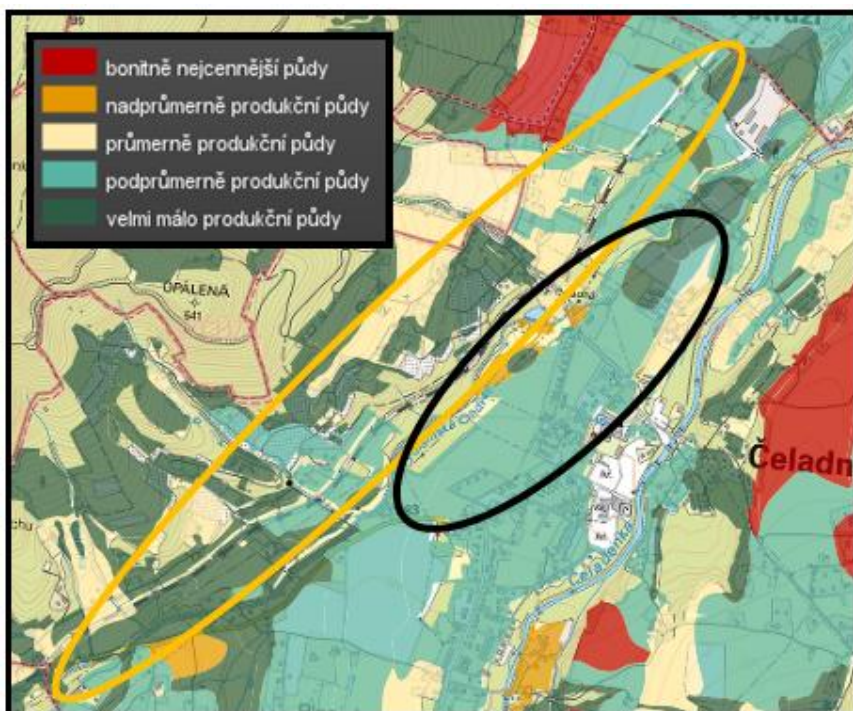 bonitně nejcennější půdy
nadprůmerně produkční půdy
průmerně produkční půdy
podprůmerně produkční půdy
velmi málo produkční půdy
OPÁLENÁ
541
Čeladn
Čeladenka